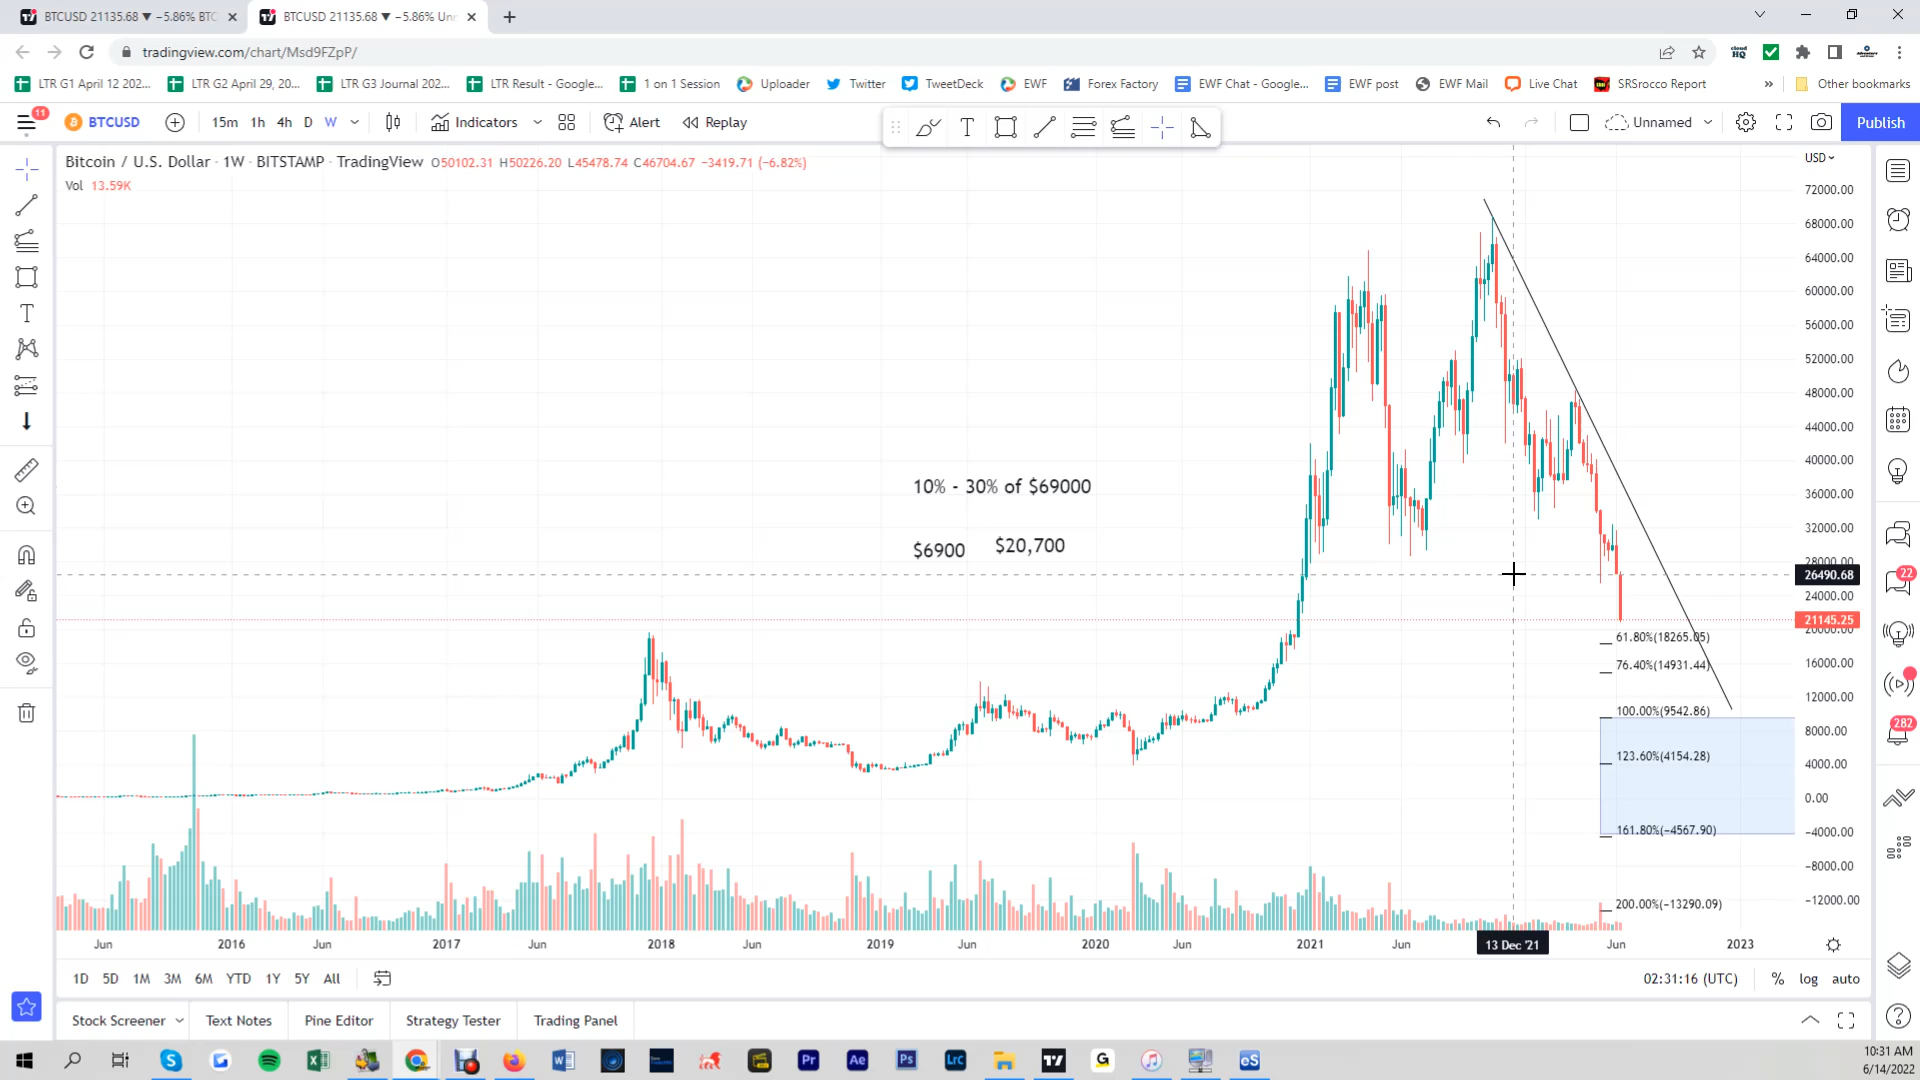 BTCUSD 21135.68 ▼ −5.86% BTC
BTCUSD 21135.68 ▼ −5.86% Unn
tradingview.com/chart/Msd9FZpP/
LTR G1 April 12 202...
LTR G2 April 29, 20...
LTR G3 Journal 202...
LTR Result - Google...
1 on 1 Session
Uploader
Twitter
TweetDeck
EWF
Forex Factory
EWF Chat - Google...
EWF post
EWF Mail
Live Chat
SRSrocco Report
»
Other bookmarks
11
BTCUSD
15m
1h
4h
D
W
Indicators
Alert
Replay
Unnamed
Publish
Bitcoin / U.S. Dollar · 1W · BITSTAMP · TradingView O50102.31 H50226.20 L45478.74 C46704.67 −3419.71 (−6.82%)
Vol 13.59K
USD
72000.00
68000.00
64000.00
60000.00
56000.00
52000.00
48000.00
44000.00
40000.00
36000.00
32000.00
28000.00
26490.68
24000.00
21145.25
20000.00
16000.00
12000.00
8000.00
4000.00
0.00
−4000.00
−8000.00
−12000.00
10% - 30% of $69000
$6900
$20,700
61.80%(18265.05)
76.40%(14931.44)
100.00%(9542.86)
123.60%(4154.28)
161.80%(−4567.90)
200.00%(−13290.09)
22
282
Jun
2016
Jun
2017
Jun
2018
Jun
2019
Jun
2020
Jun
2021
Jun
13 Dec '21
Jun
2023
1D
5D
1M
3M
6M
YTD
1Y
5Y
All
02:31:16 (UTC)
%
log
auto
Stock Screener
Text Notes
Pine Editor
Strategy Tester
Trading Panel
10:31 AM
6/14/2022